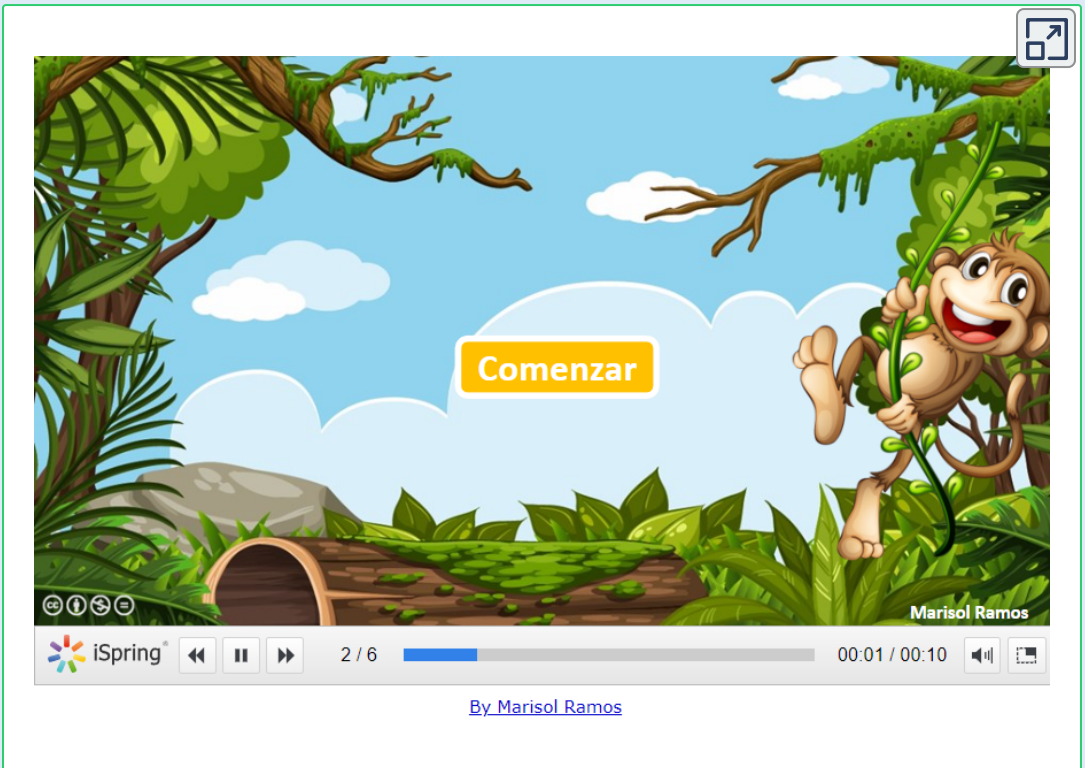 Comenzar
Marisol Ramos
iSpring®
2 / 6
00:01 / 00:10
By Marisol Ramos